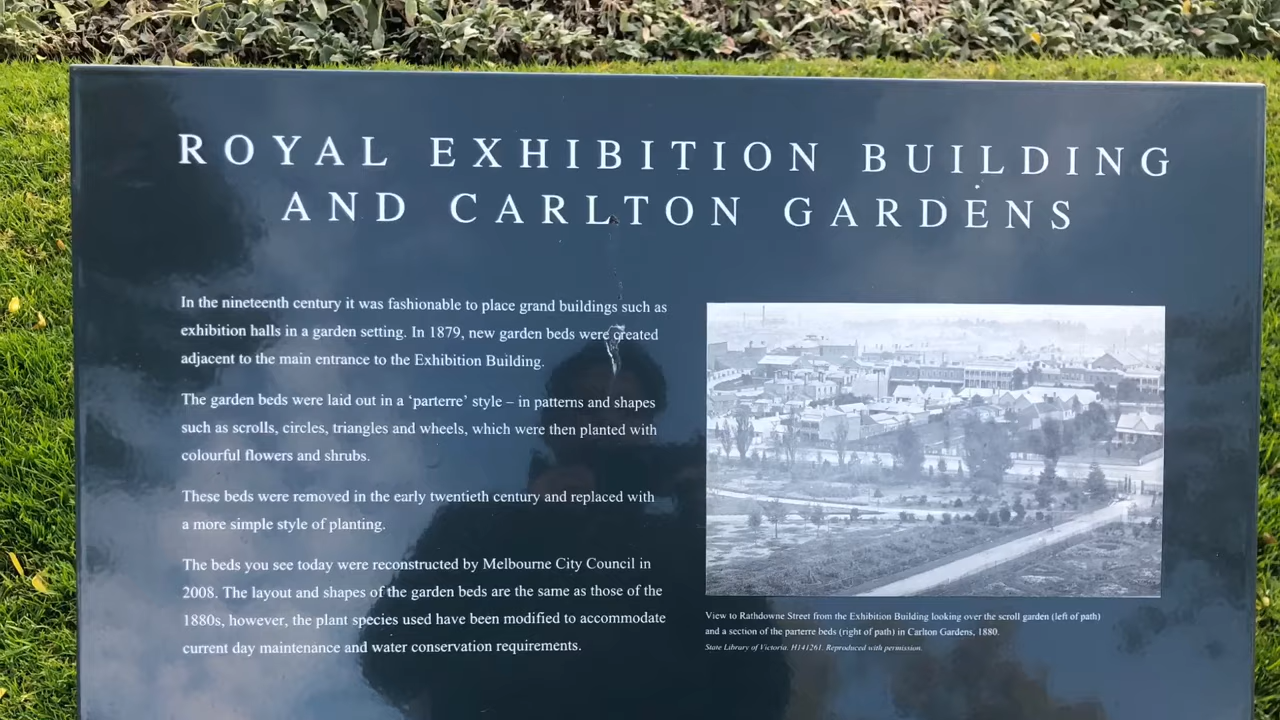 ROYAL EXHIBITION BUILDING
AND CARLTON GARDENS
In the nineteenth century it was fashionable to place grand buildings such as
exhibition halls in a garden setting. In 1879, new garden beds were created
adjacent to the main entrance to the Exhibition Building.
The garden beds were laid out in a ‘parterre’ style – in patterns and shapes
such as scrolls, circles, triangles and wheels, which were then planted with
colourful flowers and shrubs.
These beds were removed in the early twentieth century and replaced with
a more simple style of planting.
The beds you see today were reconstructed by Melbourne City Council in
2008. The layout and shapes of the garden beds are the same as those of the
1880s, however, the plant species used have been modified to accommodate
current day maintenance and water conservation requirements.
View to Rathdowne Street from the Exhibition Building looking over the scroll garden (left of path)
and a section of the parterre beds (right of path) in Carlton Gardens, 1880.
State Library of Victoria. H141261. Reproduced with permission.